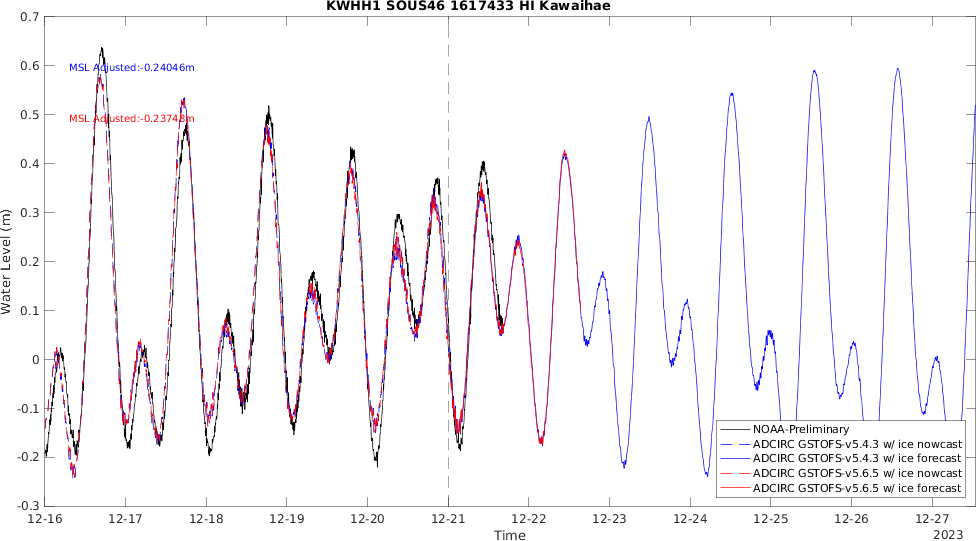 KWHH1 SOUS46 1617433 HI Kawaihae
0.7
0.6
0.5
0.4
0.3
0.2
0.1
0
-0.1
-0.2
-0.3
Water Level (m)
MSL Adjusted:-0.24046m
MSL Adjusted:-0.23743m
NOAA-Preliminary
ADCIRC GSTOFS-v5.4.3 w/ ice nowcast
ADCIRC GSTOFS-v5.4.3 w/ ice forecast
ADCIRC GSTOFS-v5.6.5 w/ ice nowcast
ADCIRC GSTOFS-v5.6.5 w/ ice forecast
12-16 12-17 12-18 12-19 12-20 12-21 12-22 12-23 12-24 12-25 12-26 12-27
Time
2023